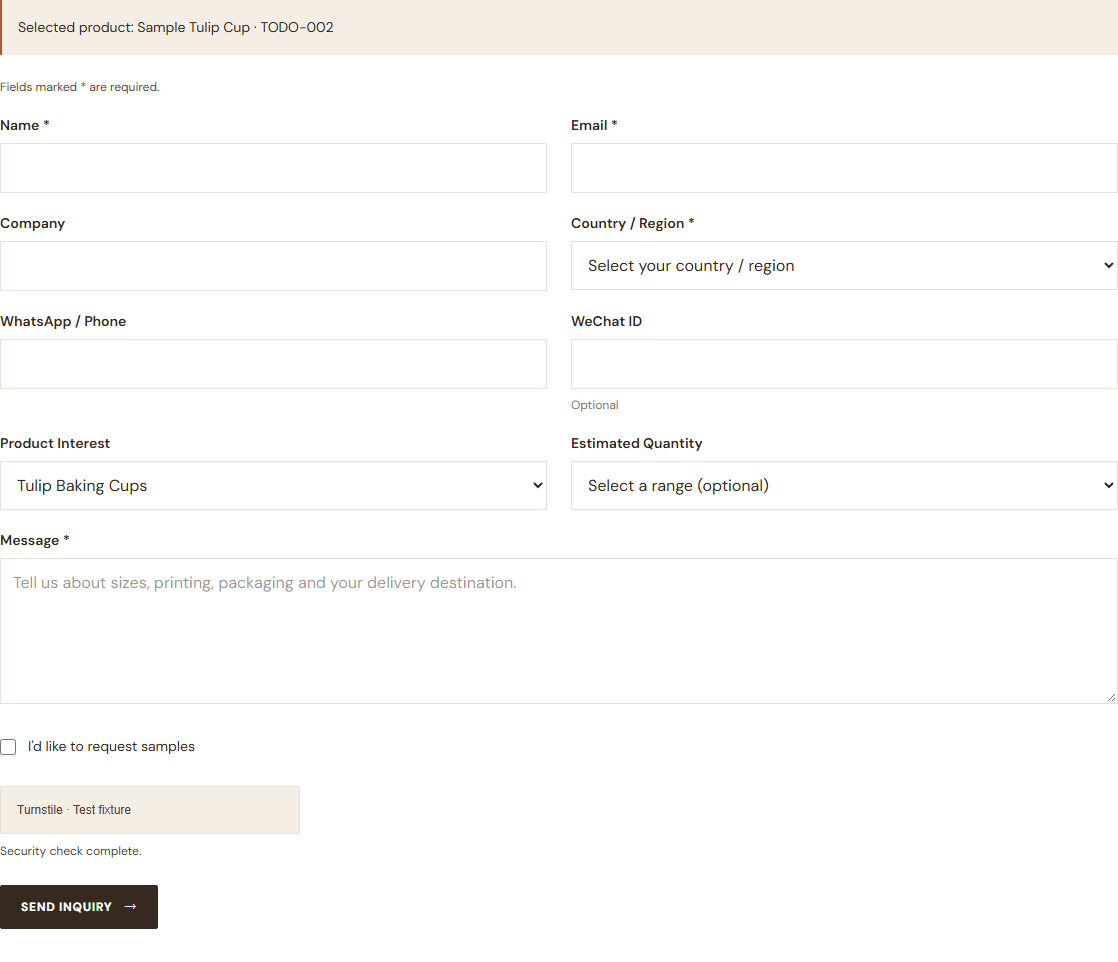 Selected product: Sample Tulip Cup · TODO-002
Fields marked * are required.
Name *
Email *
Company
Country / Region *
Select your country / region
WhatsApp / Phone
WeChat ID
Optional
Product Interest
Estimated Quantity
Tulip Baking Cups
Select a range (optional)
Message *
Tell us about sizes, printing, packaging and your delivery destination.
I'd like to request samples
Turnstile · Test fixture
Security check complete.
SEND INQUIRY →